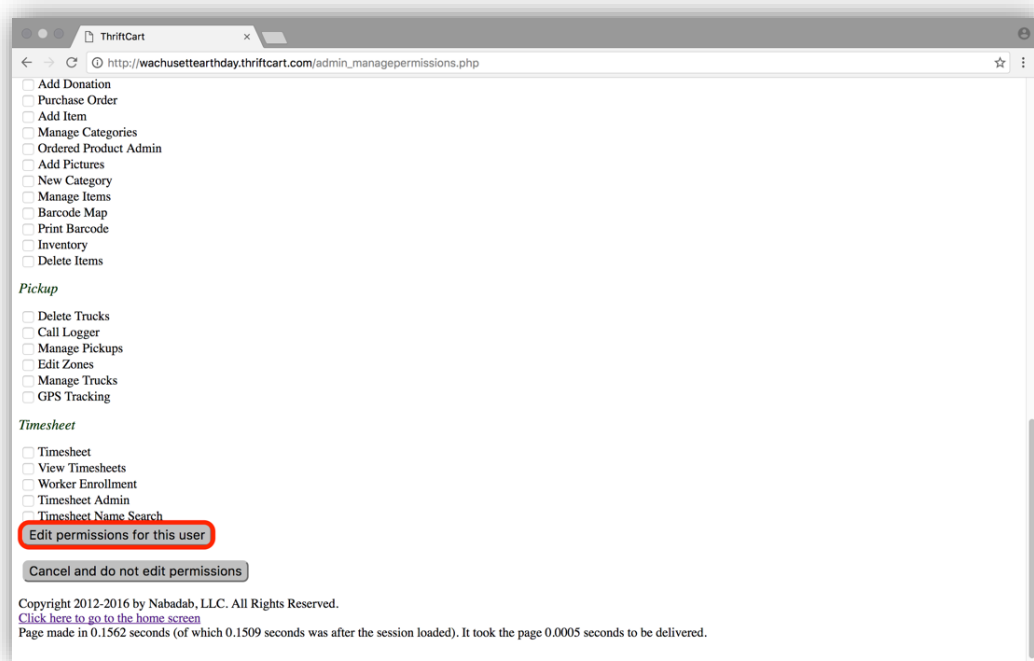 ThriftCart
http://wachusettearthday.thriftcart.com/admin_managepermissions.php
Add Donation
Purchase Order
Add Item
Manage Categories
Ordered Product Admin
Add Pictures
New Category
Manage Items
Barcode Map
Print Barcode
Inventory
Delete Items
Pickup
Delete Trucks
Call Logger
Manage Pickups
Edit Zones
Manage Trucks
GPS Tracking
Timesheet
Timesheet
View Timesheets
Worker Enrollment
Timesheet Admin
Timesheet Name Search
Edit permissions for this user
Cancel and do not edit permissions
Copyright 2012-2016 by Nabadab, LLC. All Rights Reserved.
Click here to go to the home screen
Page made in 0.1562 seconds (of which 0.1509 seconds was after the session loaded). It took the page 0.0005 seconds to be delivered.